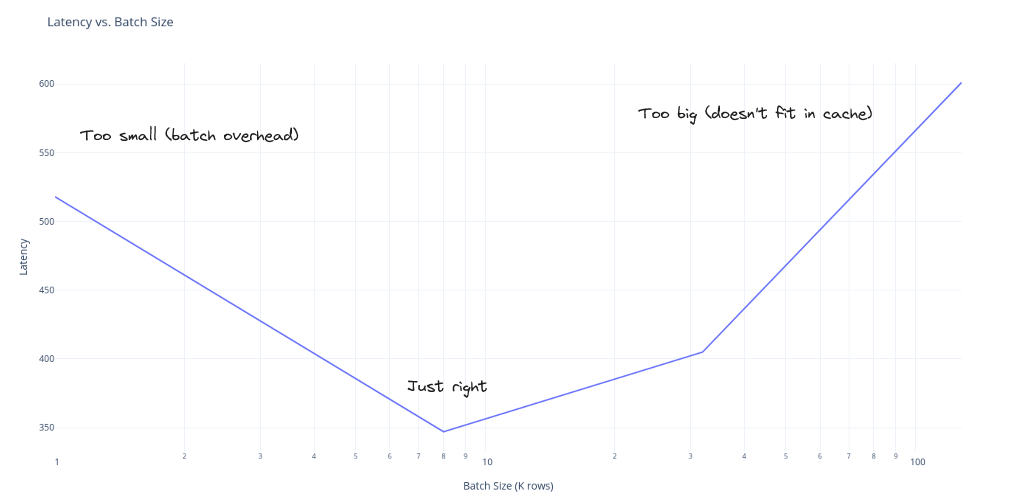 Latency vs. Batch Size
600
Too big (doesn't fit in cache)
Too small (batch overhead)
550
500
Latency
450
400
Just right
350
1 2 3 4 5 6 7 8 9 10 2 3 4 5 6 7 8 9 100
Batch Size (K rows)